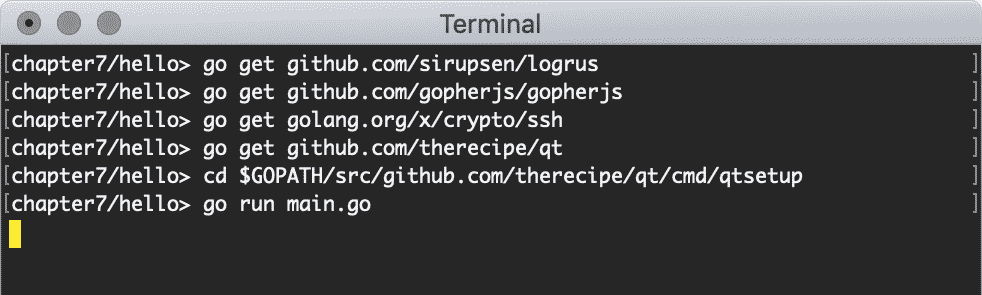 Terminal
[chapter7/hello> go get github.com/sirupsen/logrus ]
[chapter7/hello> go get github.com/gopherjs/gopherjs ]
[chapter7/hello> go get golang.org/x/crypto/ssh ]
[chapter7/hello> go get github.com/therecipe/qt ]
[chapter7/hello> cd $GOPATH/src/github.com/therecipe/qt/cmd/qtsetup ]
[chapter7/hello> go run main.go ]